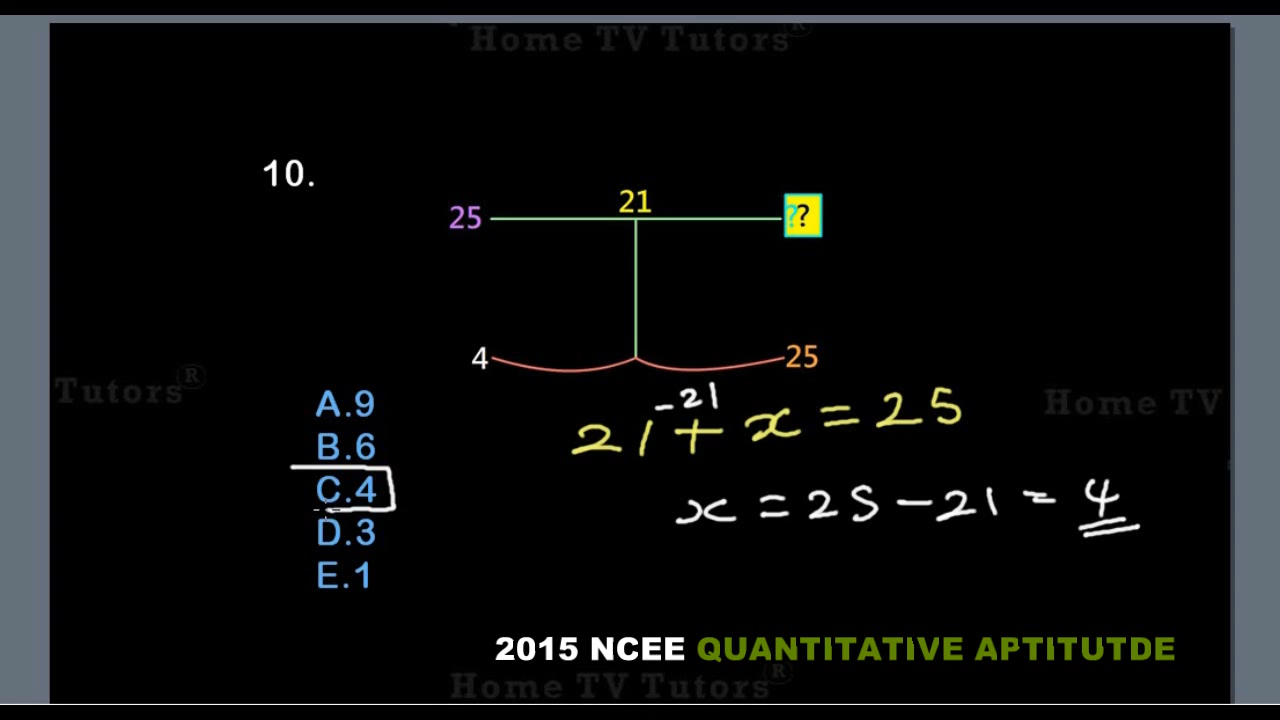 Home TV Tutors®
10.
25 21 ??
4 25
Tutors®
Home TV
-21
21 + x = 25
x = 25 - 21 = 4
A.9
B.6
C.4
D.3
E.1
2015 NCEE QUANTITATIVE APTITUTDE
Home TV Tutors®